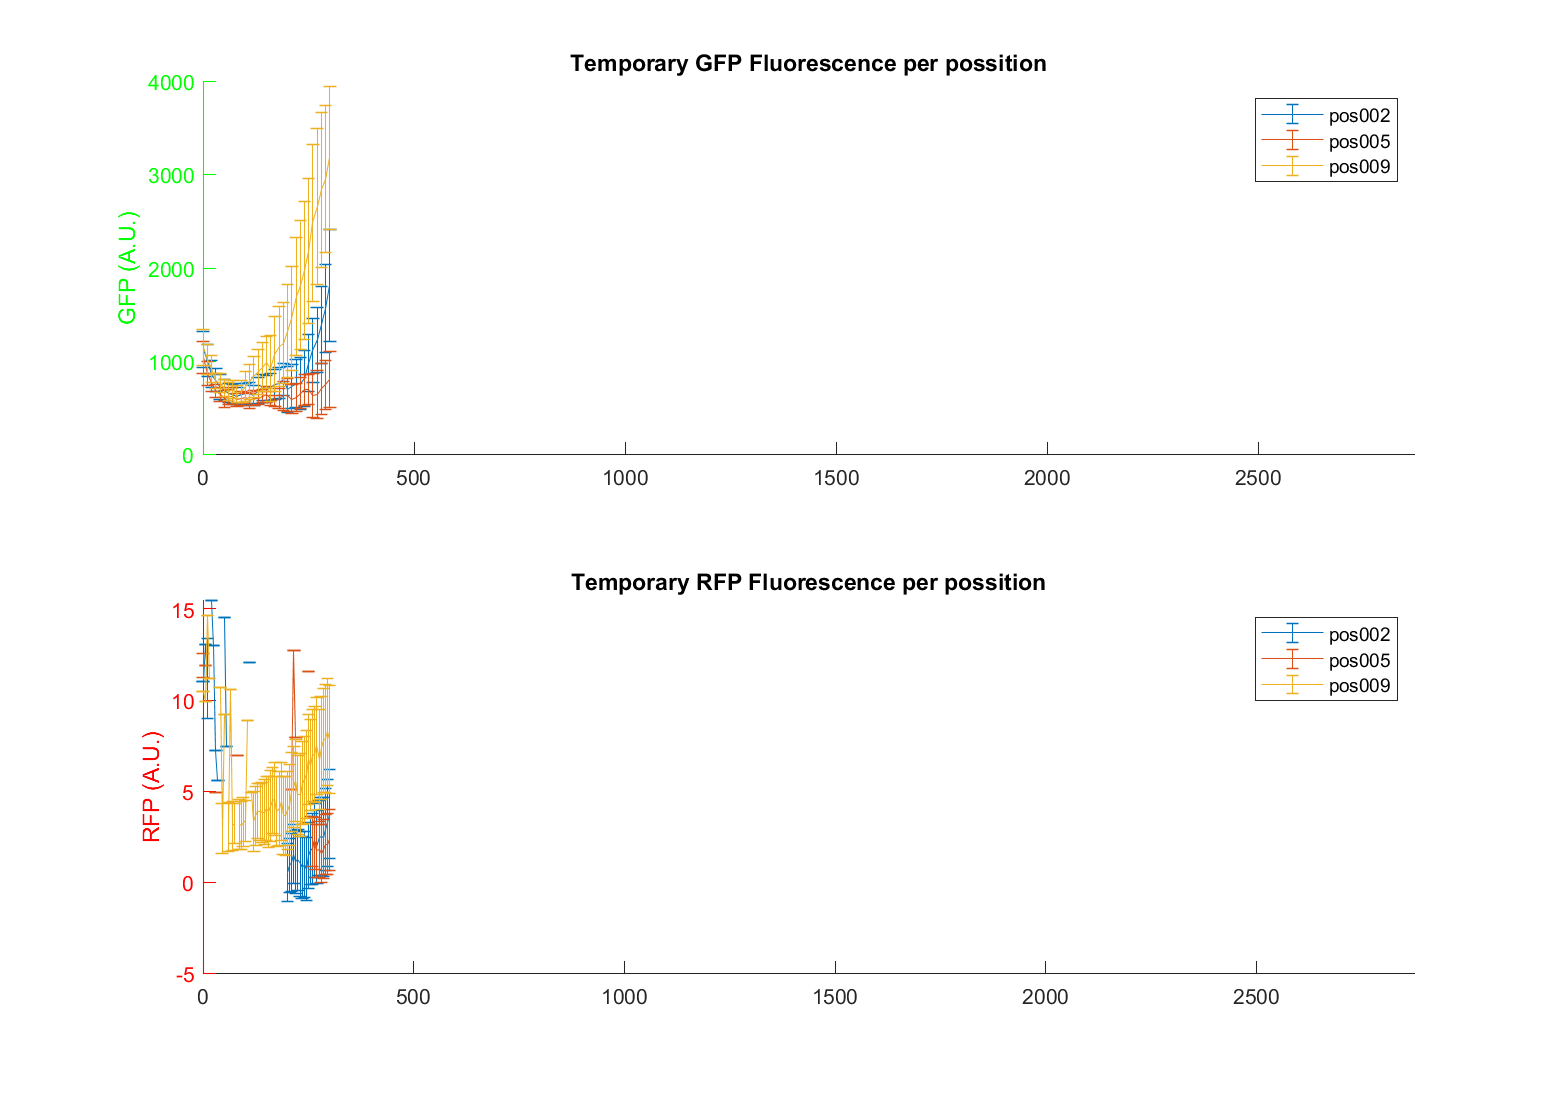 Temporary GFP Fluorescence per possition
GFP (A.U.)
4000
3000
2000
1000
0
0 500 1000 1500 2000 2500
pos002
pos005
pos009
Temporary RFP Fluorescence per possition
RFP (A.U.)
15
10
5
0
-5
0 500 1000 1500 2000 2500
pos002
pos005
pos009